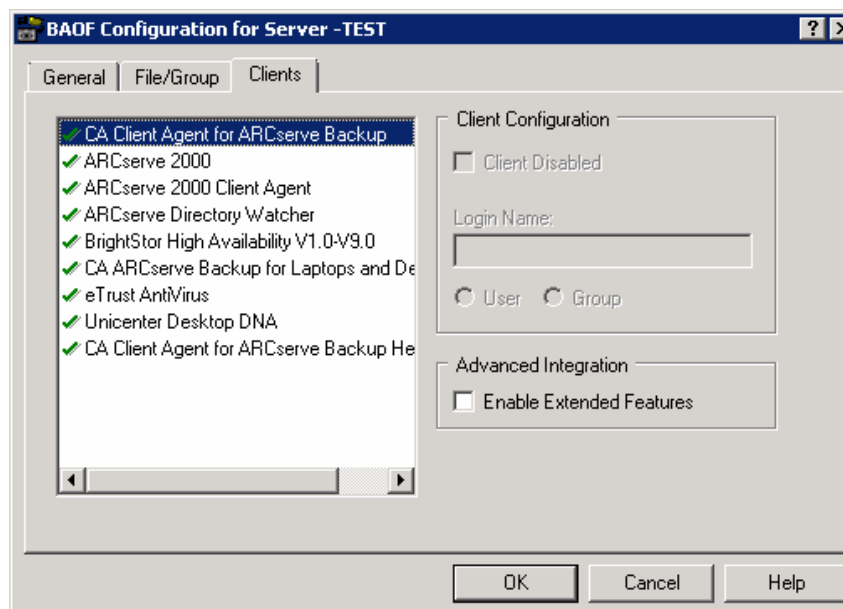 BAOF Configuration for Server -TEST
General
File/Group
Clients
CA Client Agent for ARCserve Backup
ARCserve 2000
ARCserve 2000 Client Agent
ARCserve Directory Watcher
BrightStor High Availability V1.0-V9.0
CA ARCserve Backup for Laptops and De
eTrust AntiVirus
Unicenter Desktop DNA
CA Client Agent for ARCserve Backup He
Client Configuration
Client Disabled
Login Name:
User
Group
Advanced Integration
Enable Extended Features
OK
Cancel
Help